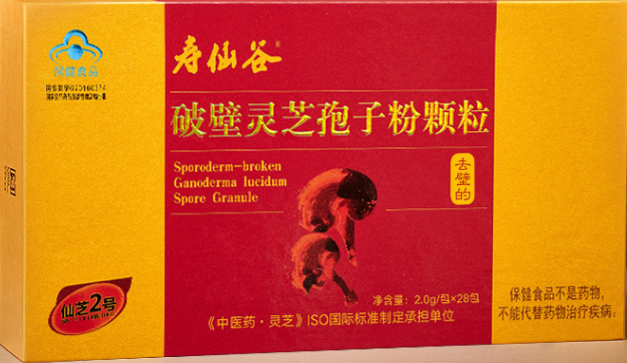 保健食品
寿仙谷®
破壁灵芝孢子粉颗粒
Sporoderm-broken
Ganoderma lucidum
Spore Granule
去壁的
仙芝2号
净含量：2.0g/包×28包
《中医药·灵芝》ISO国际标准制定承担单位
保健食品不是药物，
不能代替药物治疗疾病。